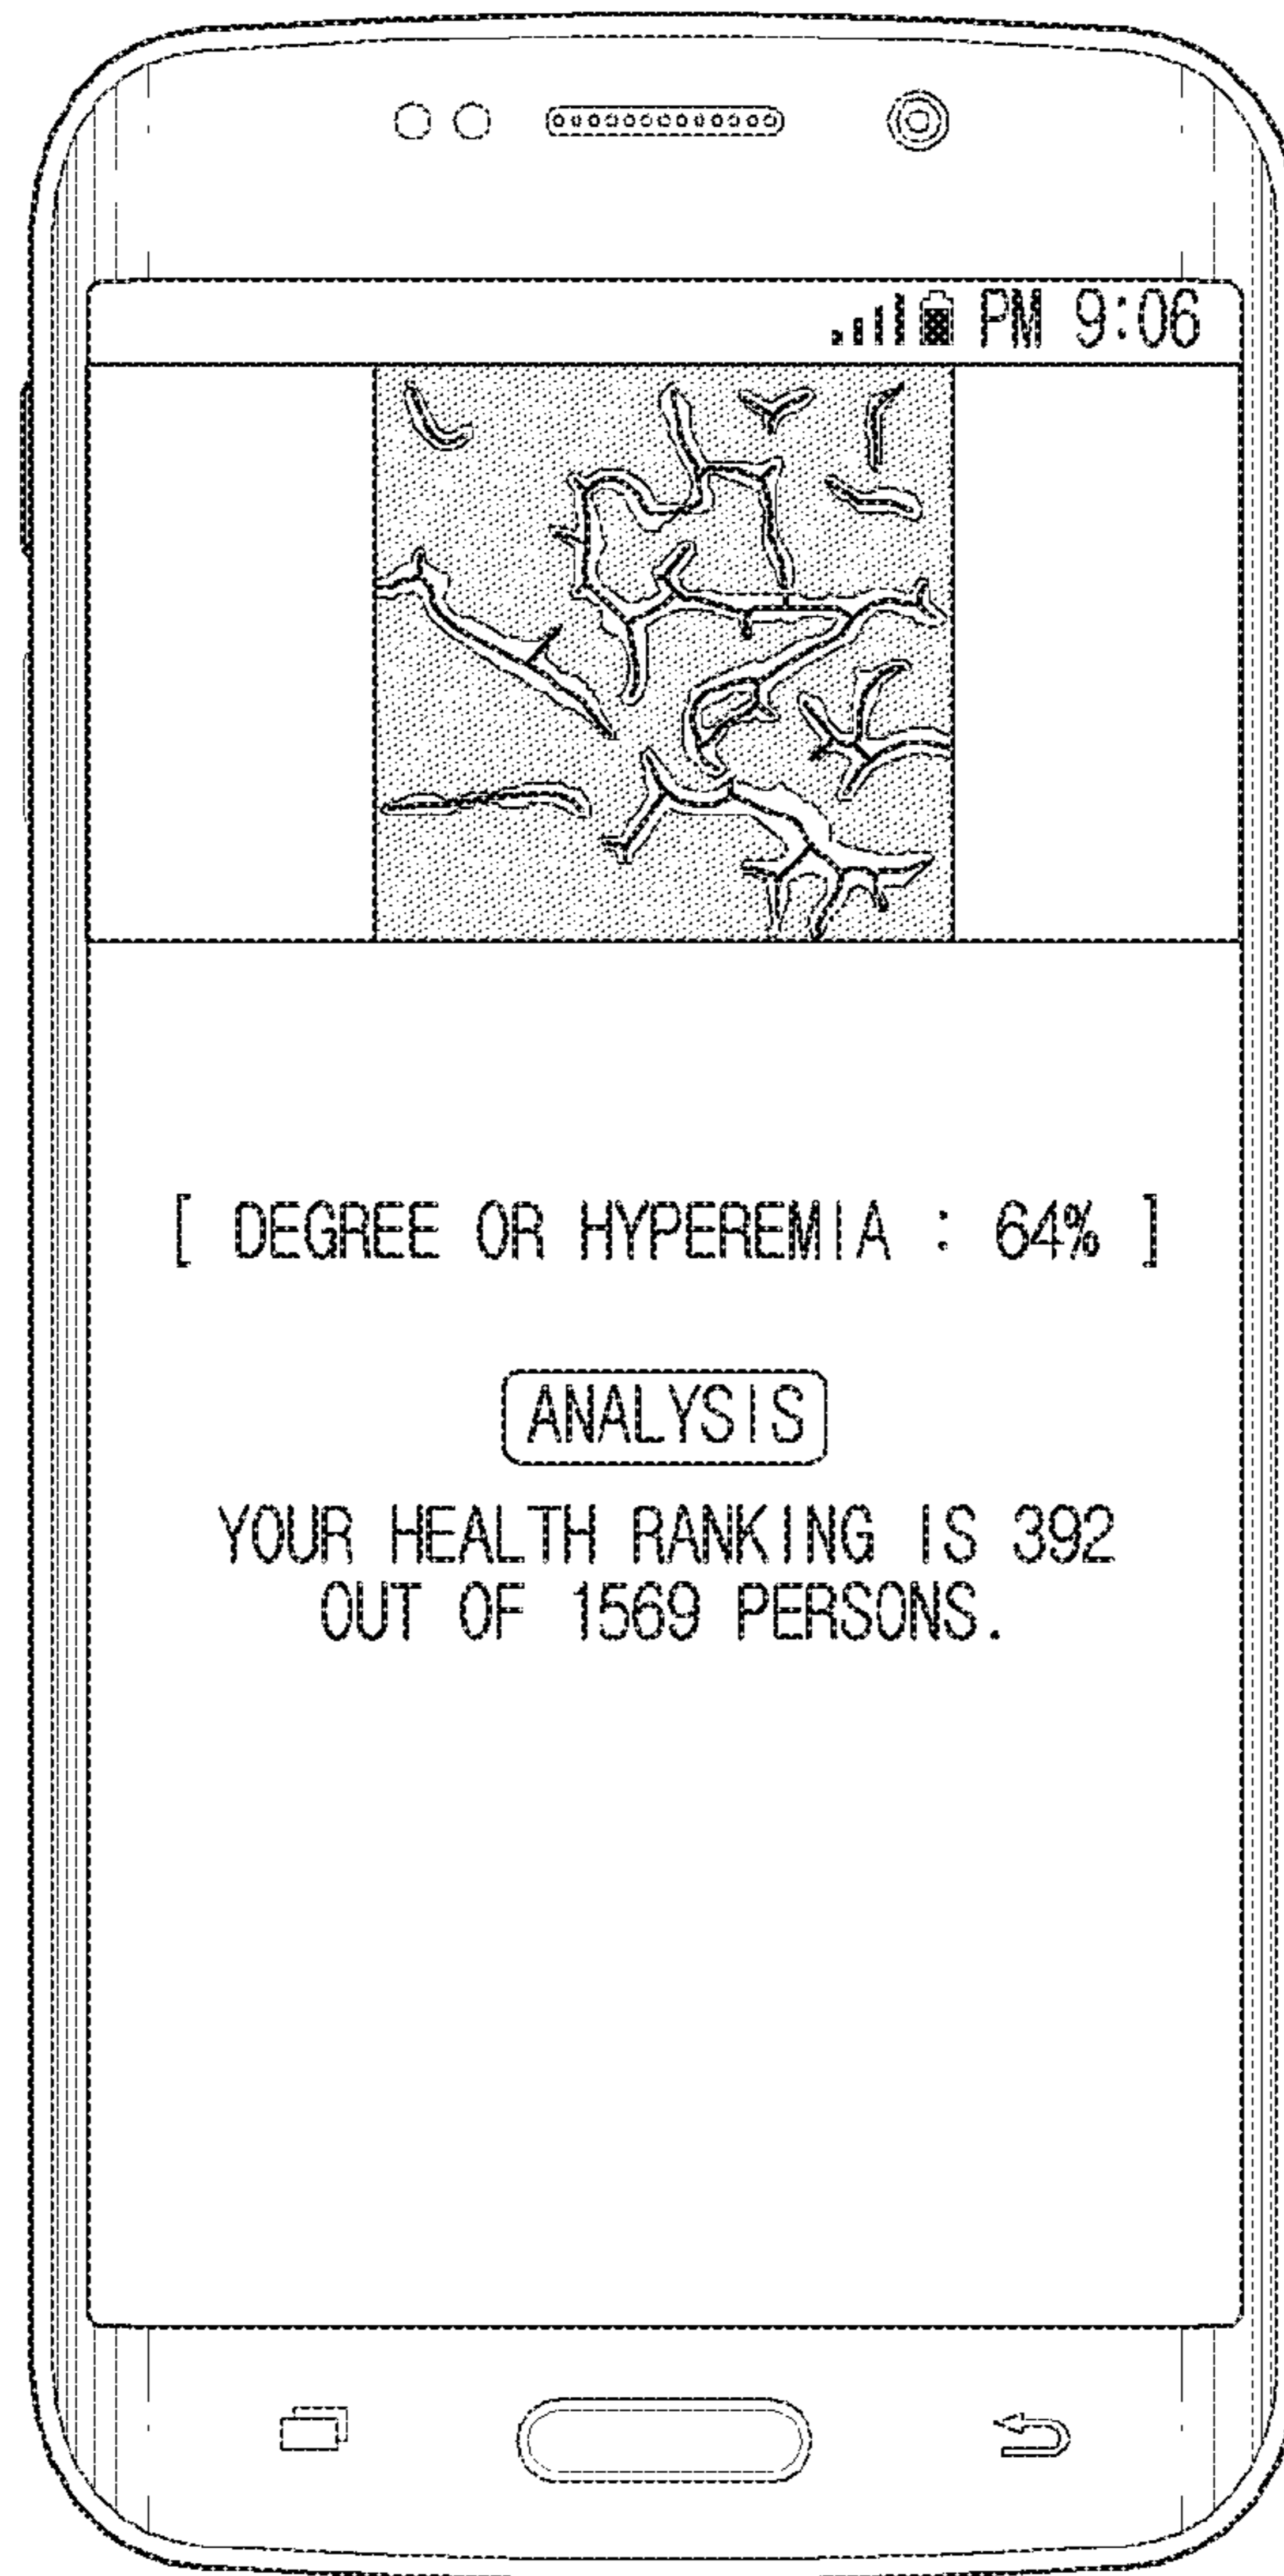 PM 9:06
[ DEGREE OR HYPEREMIA : 64% ]
ANALYSIS
YOUR HEALTH RANKING IS 392
OUT OF 1569 PERSONS.